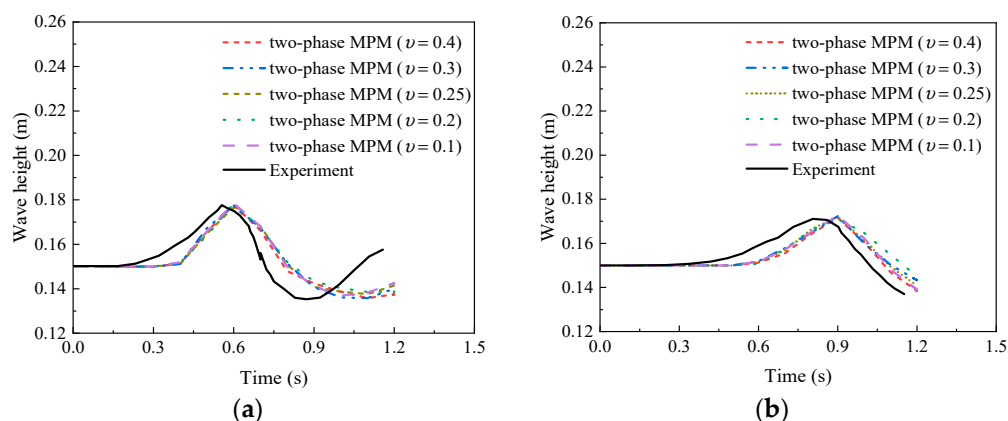 0.26
0.24
0.22
0.20
0.18
0.16
0.14
0.12
Wave height (m)
two-phase MPM (υ = 0.4)
two-phase MPM (υ = 0.3)
two-phase MPM (υ = 0.25)
two-phase MPM (υ = 0.2)
two-phase MPM (υ = 0.1)
Experiment
0.0 0.3 0.6 0.9 1.2 1.5
Time (s)
(a)
0.26
0.24
0.22
0.20
0.18
0.16
0.14
0.12
Wave height (m)
two-phase MPM (υ = 0.4)
two-phase MPM (υ = 0.3)
two-phase MPM (υ = 0.25)
two-phase MPM (υ = 0.2)
two-phase MPM (υ = 0.1)
Experiment
0.0 0.3 0.6 0.9 1.2 1.5
Time (s)
(b)